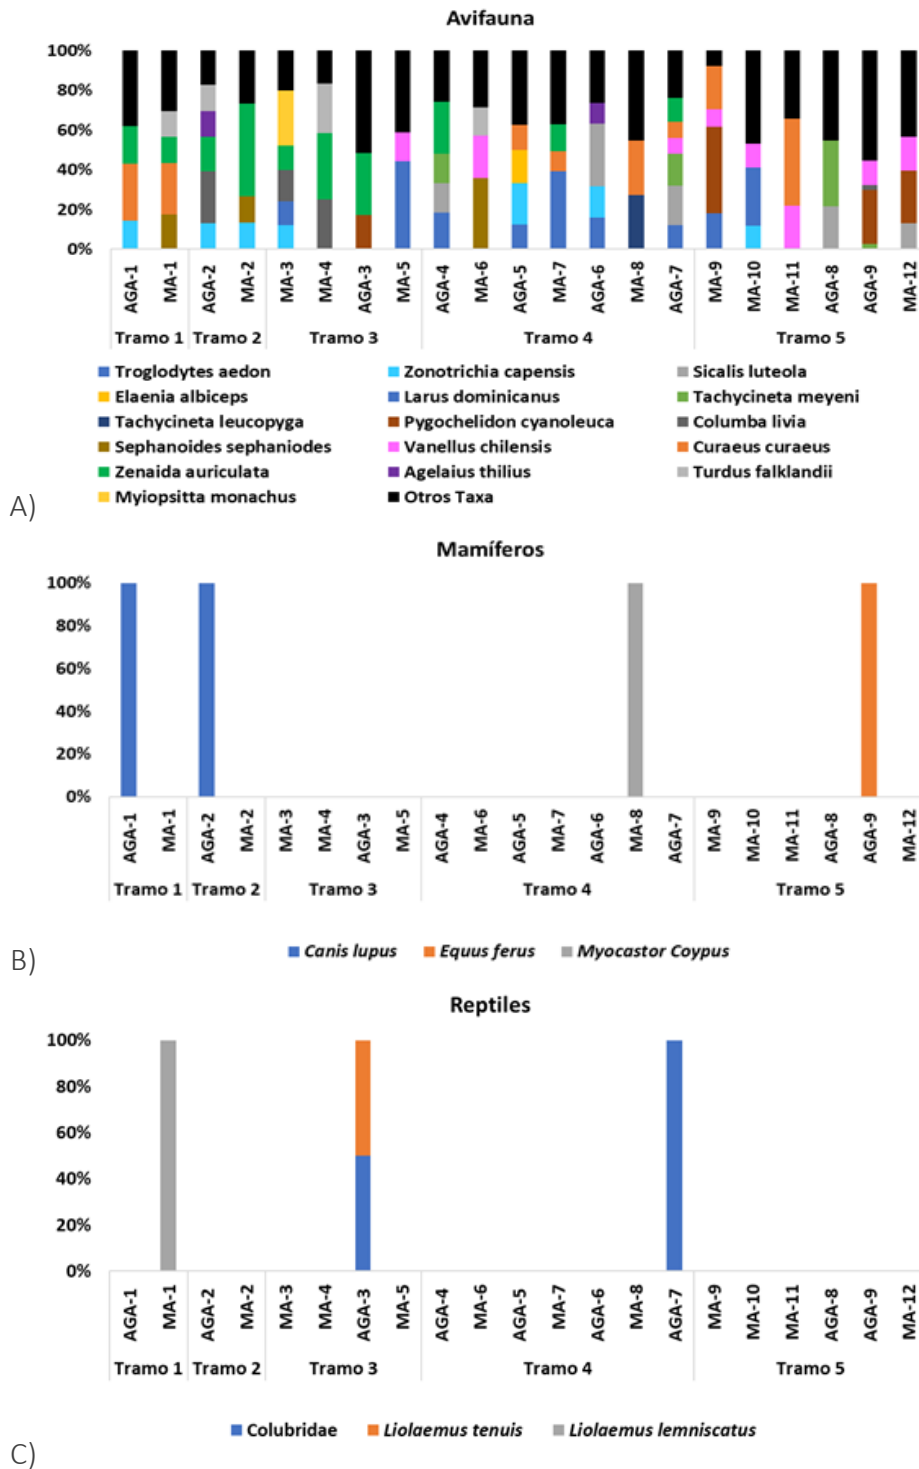 Avifauna
100%
80%
60%
40%
20%
0%
AGA-1 MA-1 AGA-2 MA-2 MA-3 MA-4 AGA-3 MA-5 AGA-4 MA-6 AGA-5 MA-7 AGA-6 MA-8 AGA-7 MA-9 MA-10 MA-11 AGA-8 AGA-9 MA-12
Tramo 1 Tramo 2 Tramo 3 Tramo 4 Tramo 5
Troglodytes aedon Zonotrichia capensis Sicalis luteola
Elaenia albiceps Larus dominicanus Tachycineta meyeni
Tachycineta leucopyga Pygochelidon cyanoleuca Columba livia
Sephanoides sephaniodes Vanellus chilensis Curaeus curaeus
Zenaida auriculata Agelaius thilius Turdus falklandii
Myiopsitta monachus Otros Taxa
A)
Mamíferos
100%
80%
60%
40%
20%
0%
AGA-1 MA-1 AGA-2 MA-2 MA-3 MA-4 AGA-3 MA-5 AGA-4 MA-6 AGA-5 MA-7 AGA-6 MA-8 AGA-7 MA-9 MA-10 MA-11 AGA-8 AGA-9 MA-12
Tramo 1 Tramo 2 Tramo 3 Tramo 4 Tramo 5
Canis lupus Equus ferus Myocastor Coypus
B)
Reptiles
100%
80%
60%
40%
20%
0%
AGA-1 MA-1 AGA-2 MA-2 MA-3 MA-4 AGA-3 MA-5 AGA-4 MA-6 AGA-5 MA-7 AGA-6 MA-8 AGA-7 MA-9 MA-10 MA-11 AGA-8 AGA-9 MA-12
Tramo 1 Tramo 2 Tramo 3 Tramo 4 Tramo 5
Colubridae Liolaemus tenuis Liolaemus lemniscatus
C)